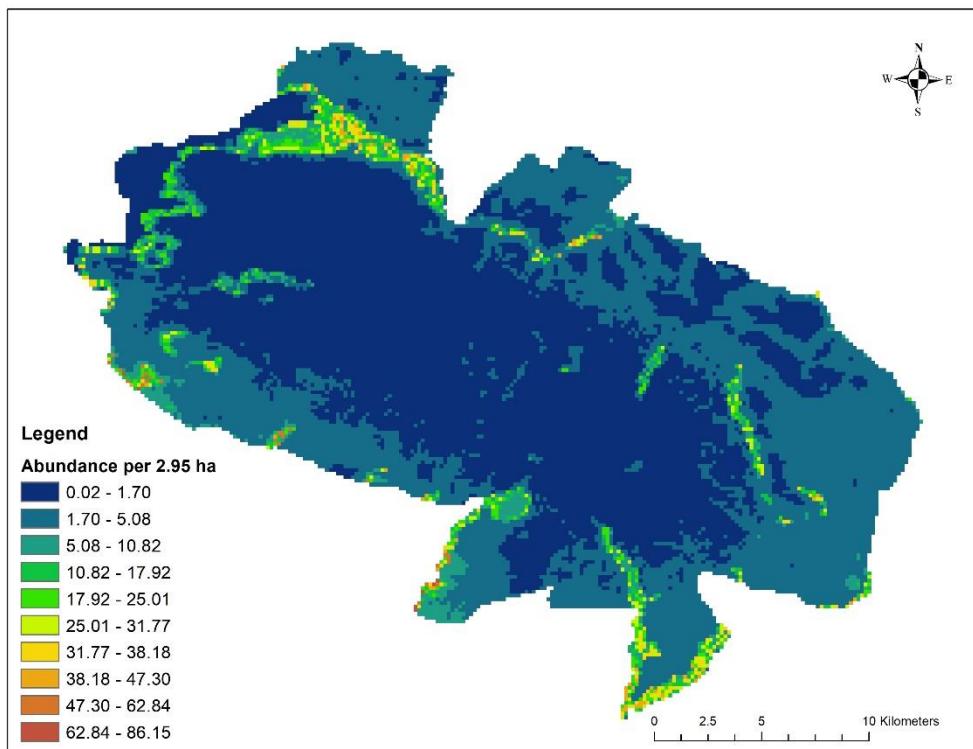 N
W E
S
Legend
Abundance per 2.95 ha
0.02 - 1.70
1.70 - 5.08
5.08 - 10.82
10.82 - 17.92
17.92 - 25.01
25.01 - 31.77
31.77 - 38.18
38.18 - 47.30
47.30 - 62.84
62.84 - 86.15
0 2.5 5 10 Kilometers